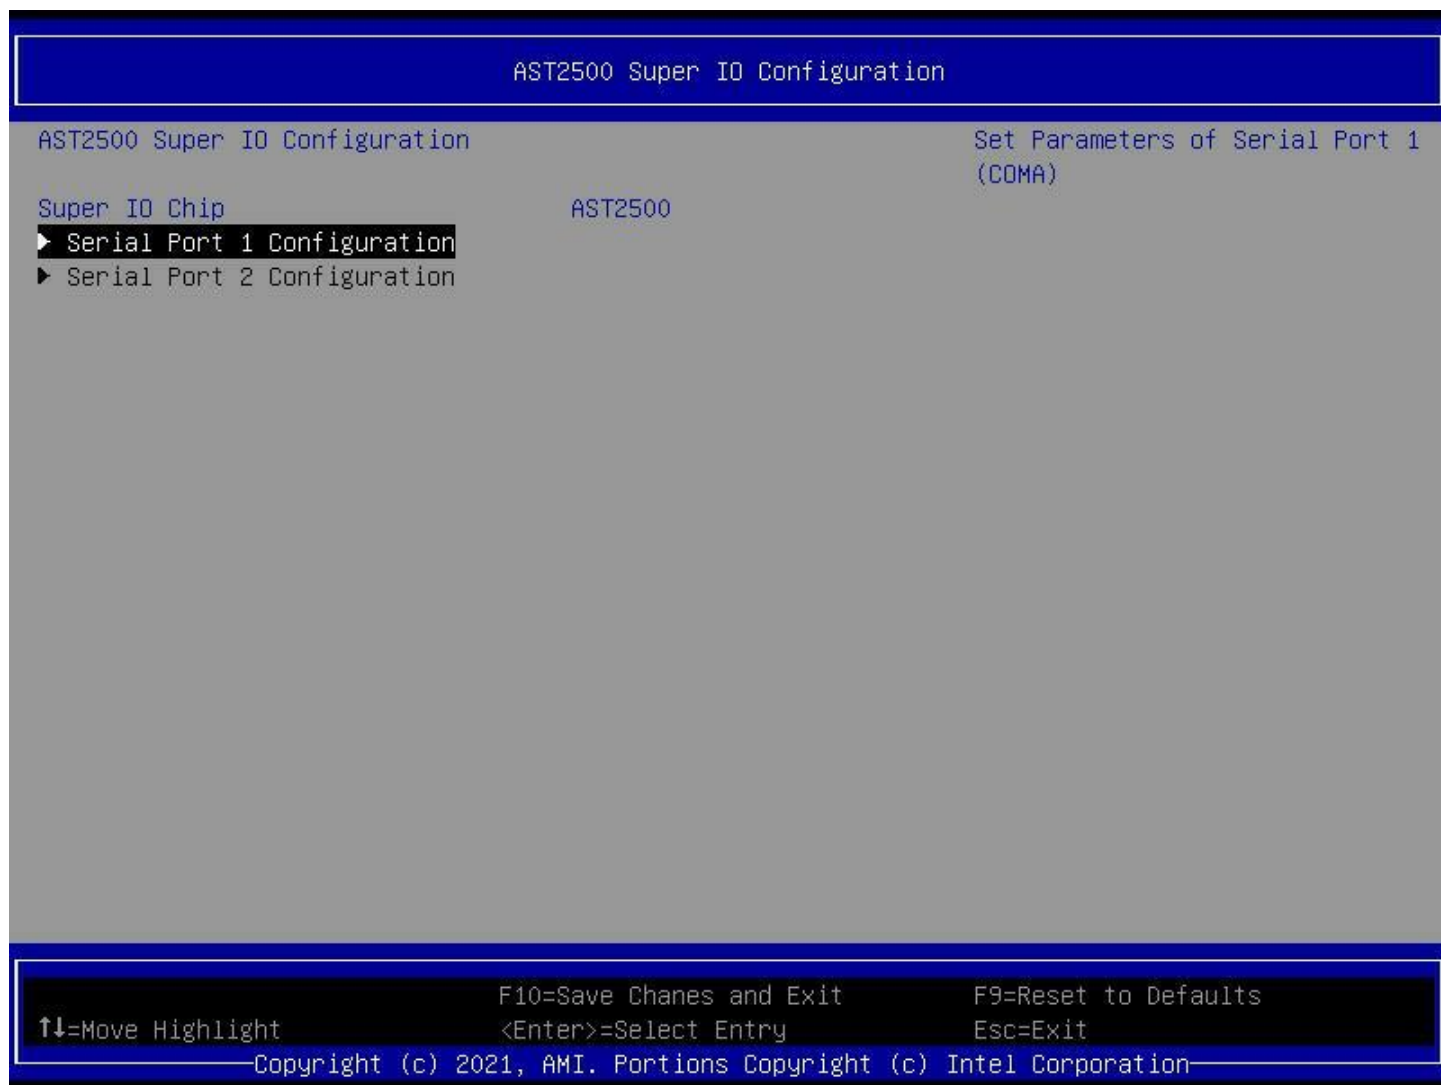 AST2500 Super IO Configuration
AST2500 Super IO Configuration
Set Parameters of Serial Port 1
(COMA)
Super IO Chip AST2500
▶ Serial Port 1 Configuration
▶ Serial Port 2 Configuration
F10=Save Chanes and Exit F9=Reset to Defaults
↑↓=Move Highlight <Enter>=Select Entry Esc=Exit
Copyright (c) 2021, AMI. Portions Copyright (c) Intel Corporation